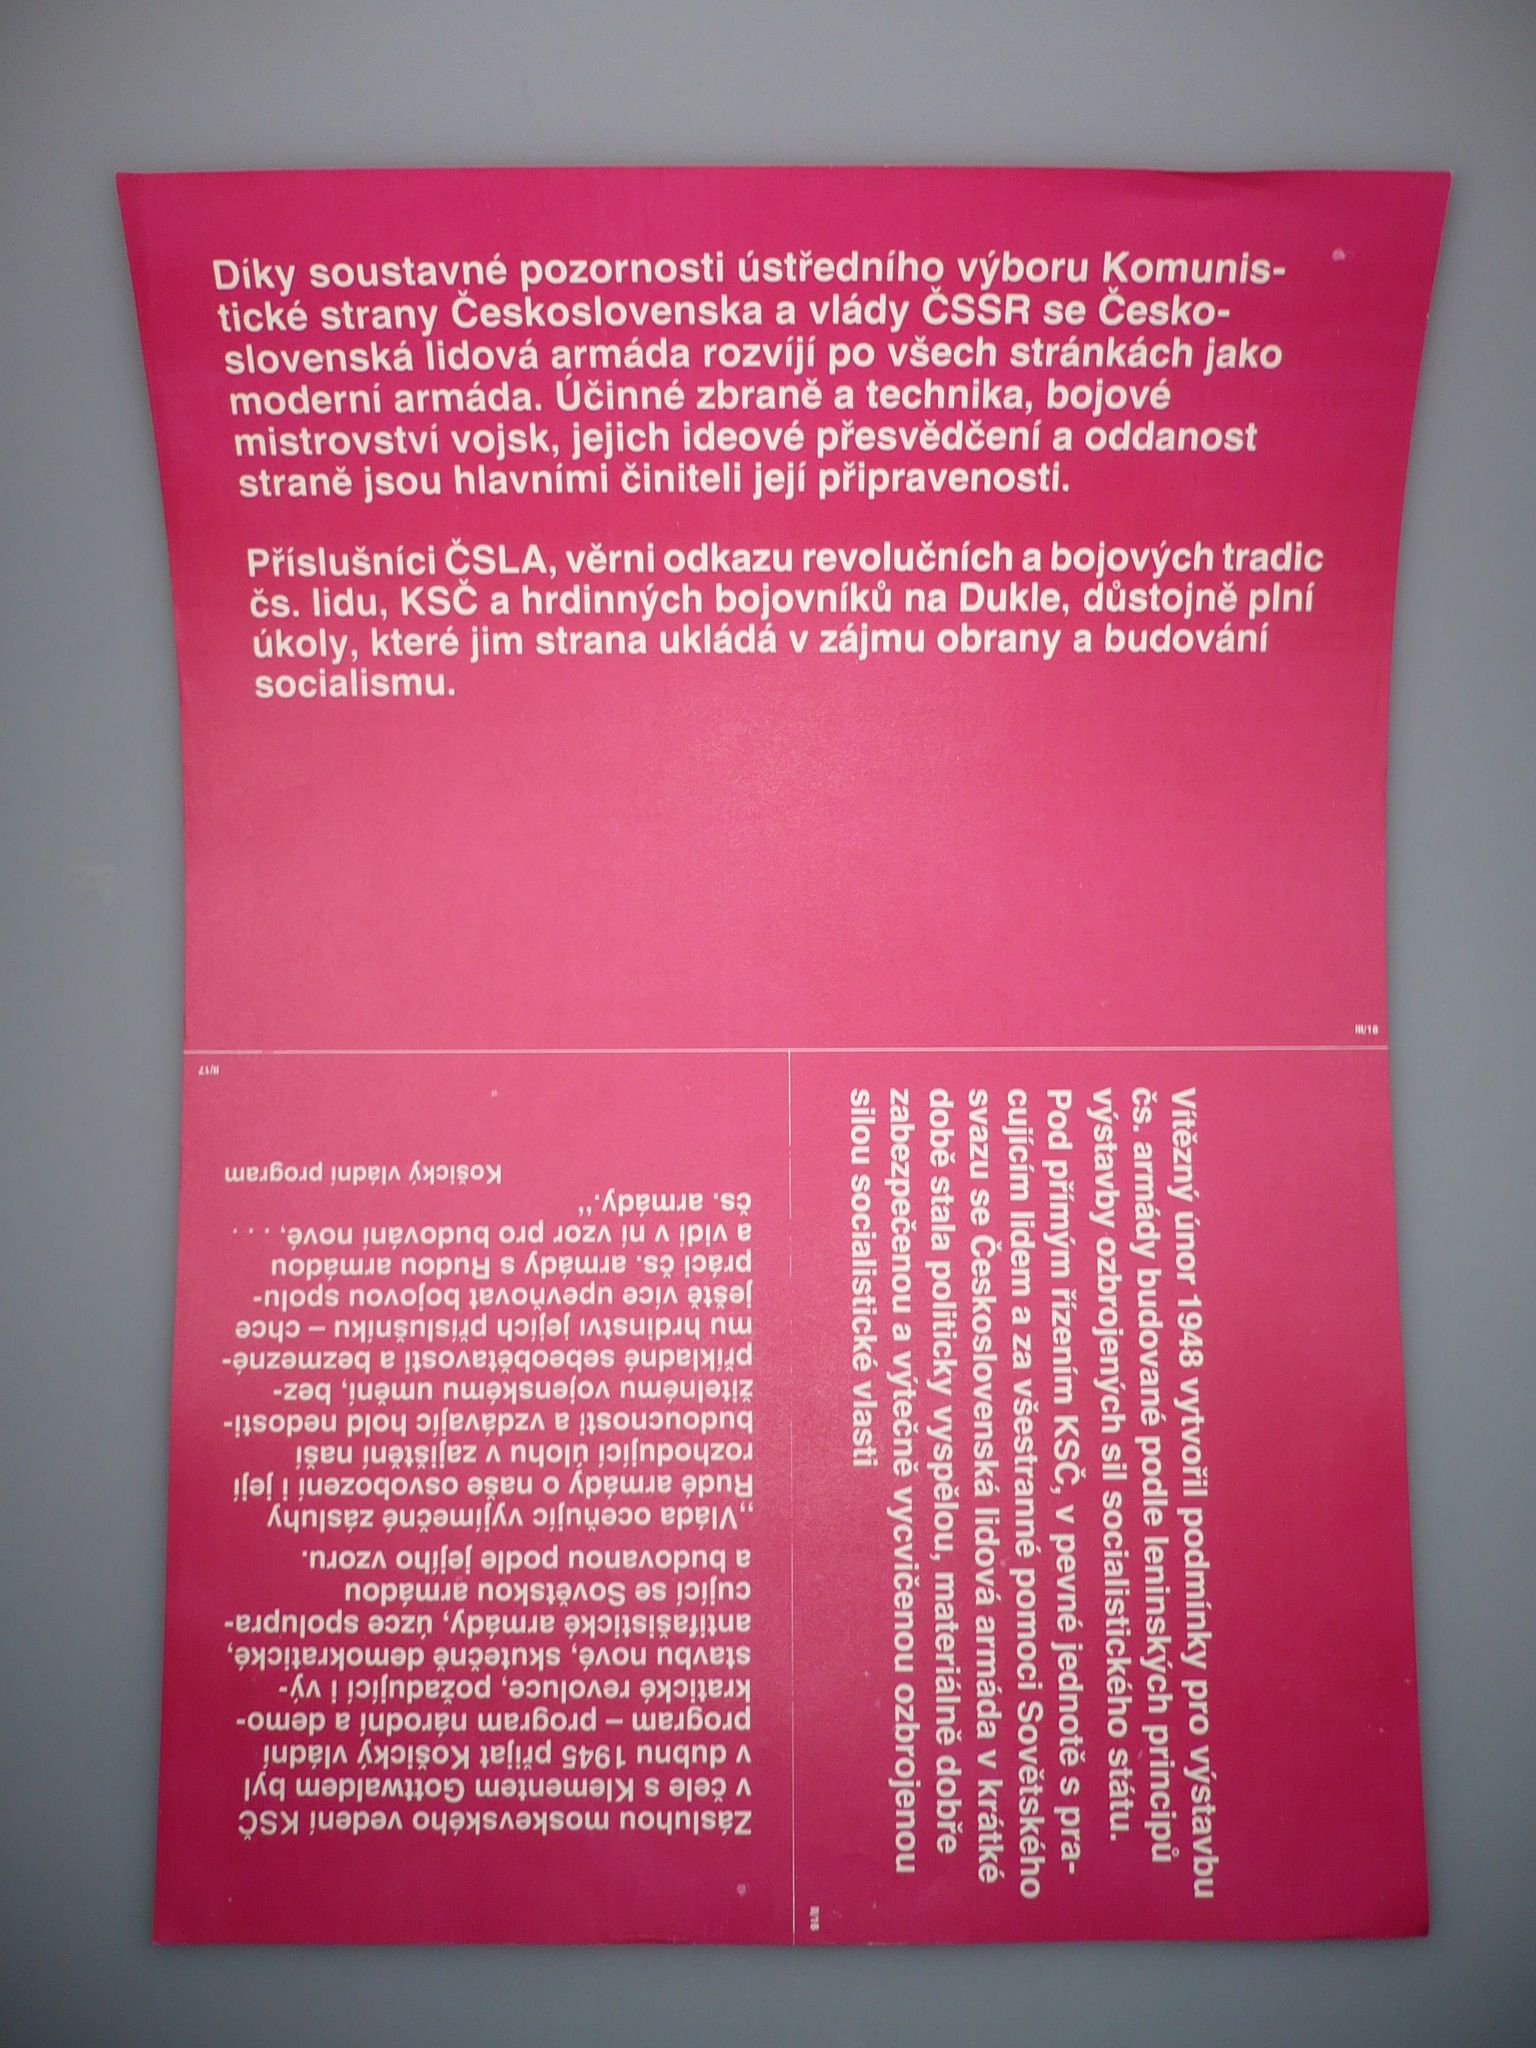 Díky soustavné pozornosti ústředního výboru Komunis-
tické strany Československa a vlády ČSSR se Česko-
slovenská lidová armáda rozvíjí po všech stránkách jako
moderní armáda. Účinné zbraně a technika, bojové
mistrovství vojsk, jejich ideové přesvědčení a oddanost
straně jsou hlavními činiteli její připravenosti.
Příslušníci ČSLA, věrni odkazu revolučních a bojových tradic
čs. lidu, KSČ a hrdinných bojovníků na Dukle, důstojně plní
úkoly, které jim strana ukládá v zájmu obrany a budování
socialismu.
III/18
Zásluhou moskevského vedení KSČ
v čele s Klementem Gottwaldem byl
v dubnu 1945 přijat Košický vládní
program – program národní a demo-
kratické revoluce, požadující i vý-
stavbu nové, skutečně demokratické,
antifašistické armády, úzce spolupra-
cující se Sovětskou armádou
a budovanou podle jejího vzoru.
„Vláda oceňujíc vyjímečné zásluhy
Rudé armády o naše osvobození i její
rozhodující úlohu v zajištění naší
budoucnosti a vzdávajíc hold nedosti-
žitelnému vojenskému umění, bez-
příkladné sebeobětavosti a bezmezné-
mu hrdinství jejích příslušníku – chce
ještě více upevňovat bojovou spolu-
práci čs. armády s Rudou armádou
a vidí v ní vzor pro budování nové, . . .
čs. armády.“
Košický vládní program
II/17
Vítězný únor 1948 vytvořil podmínky pro výstavbu
čs. armády budované podle leninských principů
výstavby ozbrojených sil socialistického státu.
Pod přímým řízením KSČ, v pevné jednotě s pra-
cujícím lidem a za všestranné pomoci Sovětského
svazu se Československá lidová armáda v krátké
době stala politicky vyspělou, materiálně dobře
zabezpečenou a výtečně vycvičenou ozbrojenou
silou socialistické vlasti